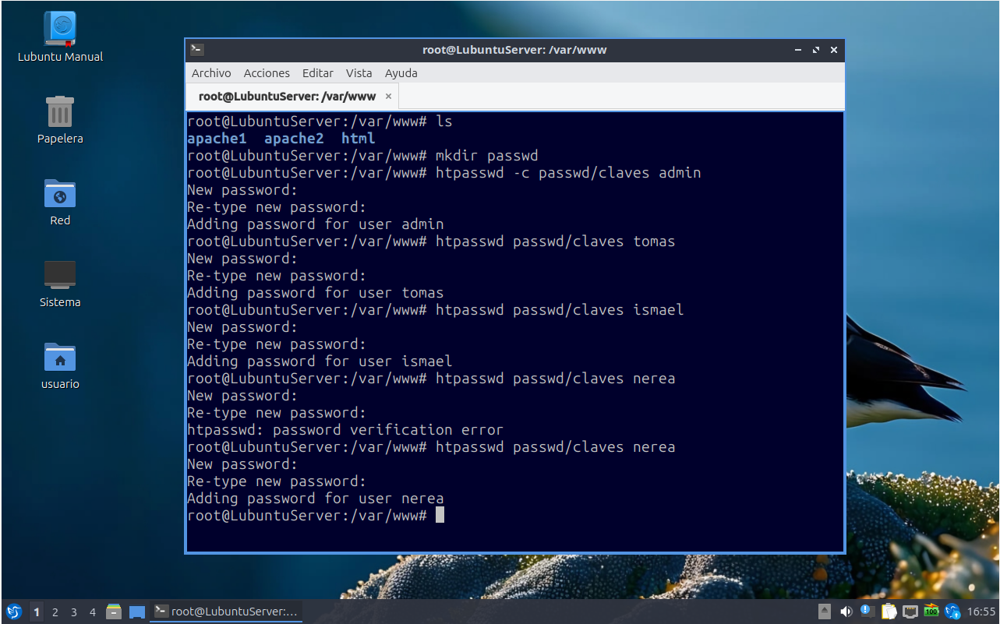 Lubuntu Manual
Papelera
Red
Sistema
usuario
root@LubuntuServer: /var/www
Archivo Acciones Editar Vista Ayuda
root@LubuntuServer: /var/www ×
root@LubuntuServer:/var/www# ls
apache1 apache2 html
root@LubuntuServer:/var/www# mkdir passwd
root@LubuntuServer:/var/www# htpasswd -c passwd/claves admin
New password:
Re-type new password:
Adding password for user admin
root@LubuntuServer:/var/www# htpasswd passwd/claves tomas
New password:
Re-type new password:
Adding password for user tomas
root@LubuntuServer:/var/www# htpasswd passwd/claves ismael
New password:
Re-type new password:
Adding password for user ismael
root@LubuntuServer:/var/www# htpasswd passwd/claves nerea
New password:
Re-type new password:
htpasswd: password verification error
root@LubuntuServer:/var/www# htpasswd passwd/claves nerea
New password:
Re-type new password:
Adding password for user nerea
root@LubuntuServer:/var/www#
1 2 3 4 root@LubuntuServer:... 100 16:55